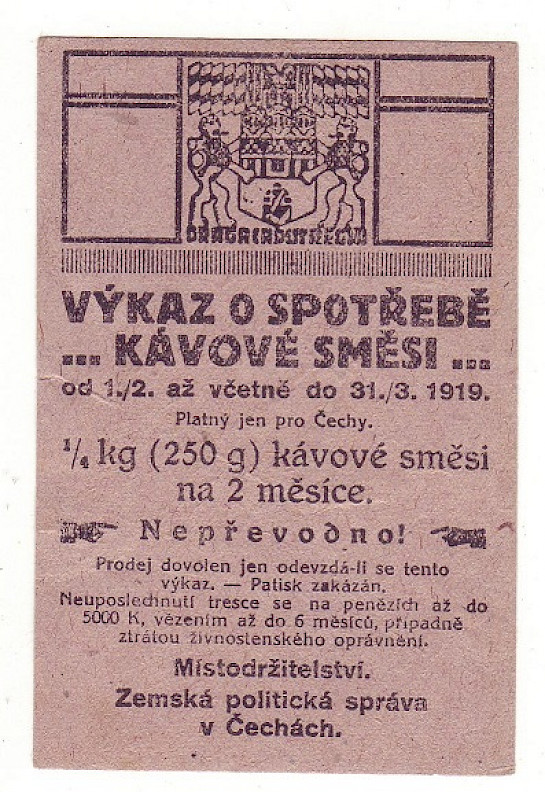 PRAGA CAPUT REGNI
VÝKAZ O SPOTŘEBĚ
... KÁVOVÉ SMĚSI ...
od 1./2. až včetně do 31./3. 1919.
Platný jen pro Čechy.
¼ kg (250 g) kávové směsi
na 2 měsíce.
Nepřevodno!
Prodej dovolen jen odevzdá-li se tento
výkaz. — Patisk zakázán.
Neuposlechnutí tresce se na penězích až do
5000 K, vězením až do 6 měsíců, případně
ztrátou živnostenského oprávnění.
Místodržitelství.
Zemská politická správa
v Čechách.